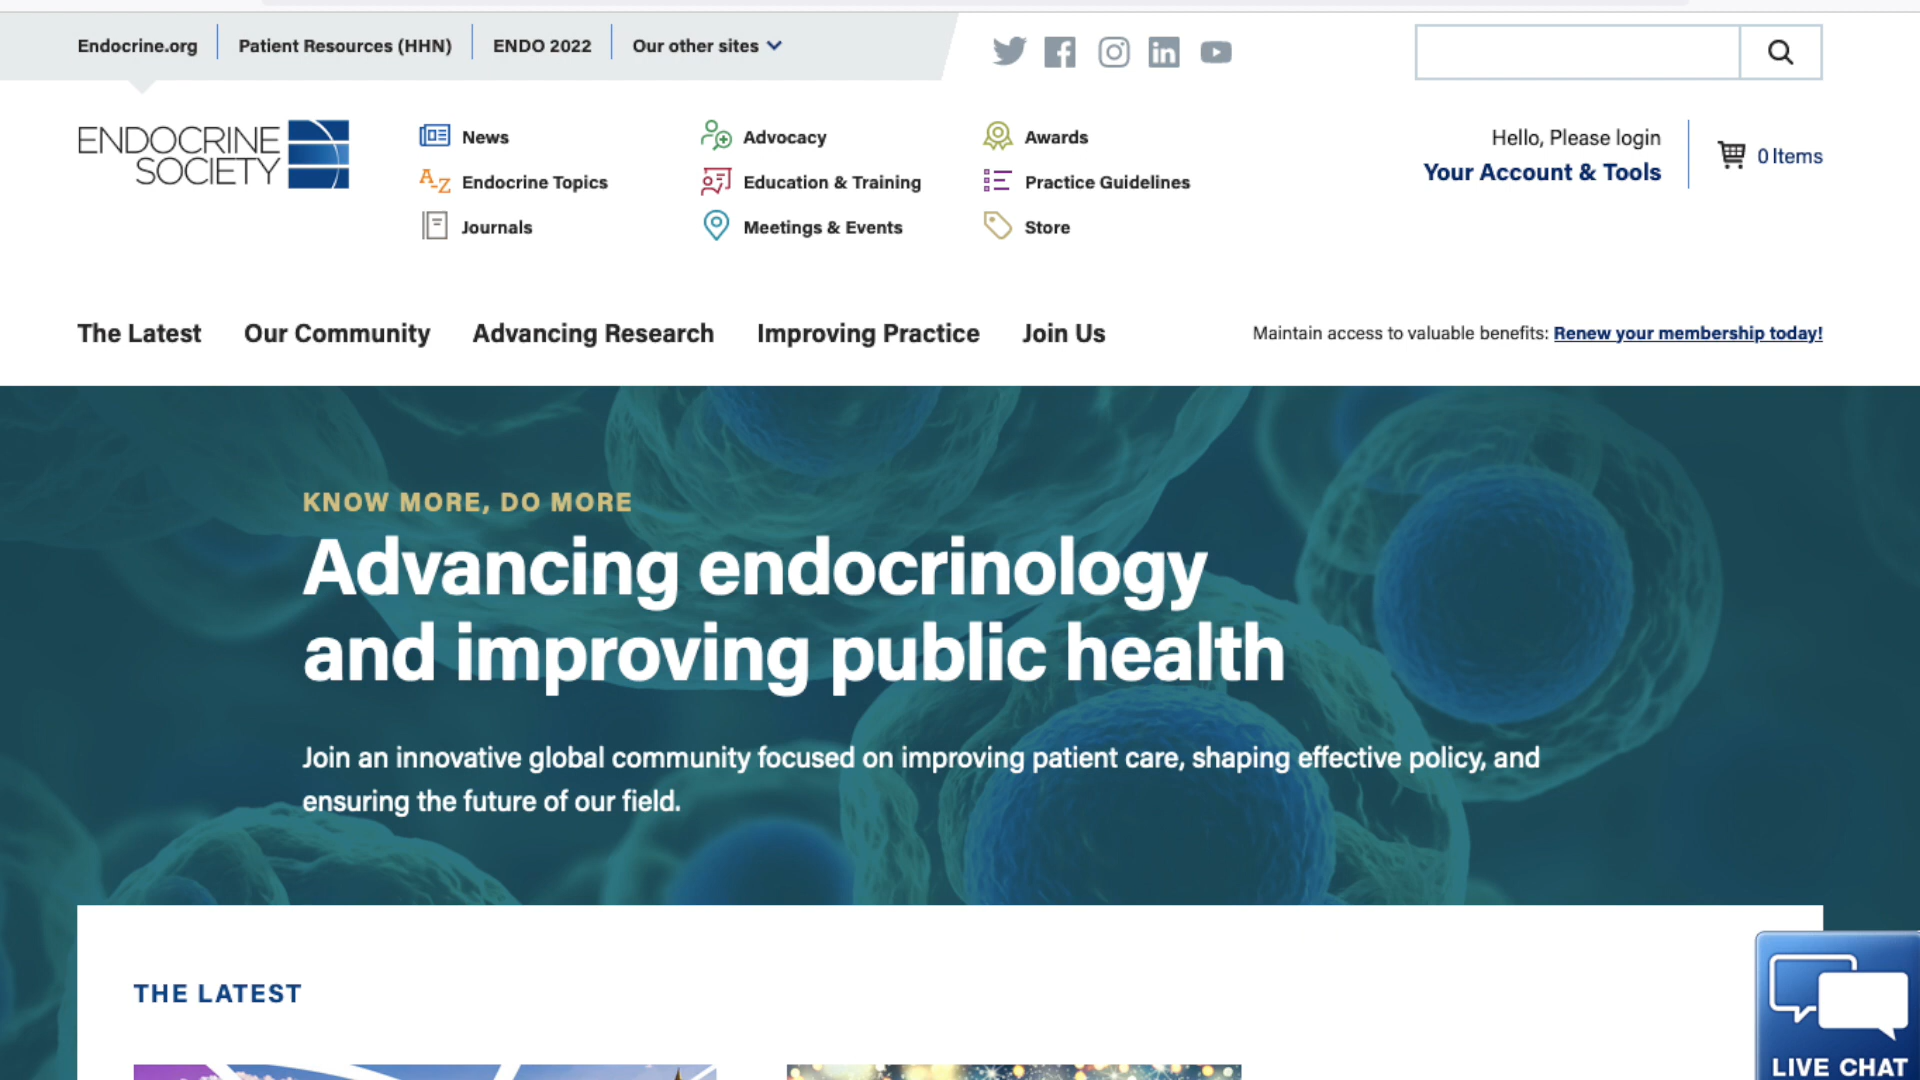 Endocrine.org
Patient Resources (HHN)
ENDO 2022
Our other sites
ENDOCRINE
SOCIETY
News
Advocacy
Awards
A-Z Endocrine Topics
Education & Training
Practice Guidelines
Journals
Meetings & Events
Store
Hello, Please login
Your Account & Tools
0 Items
The Latest
Our Community
Advancing Research
Improving Practice
Join Us
Maintain access to valuable benefits: Renew your membership today!
KNOW MORE, DO MORE
Advancing endocrinology
and improving public health
Join an innovative global community focused on improving patient care, shaping effective policy, and
ensuring the future of our field.
THE LATEST
LIVE CHAT